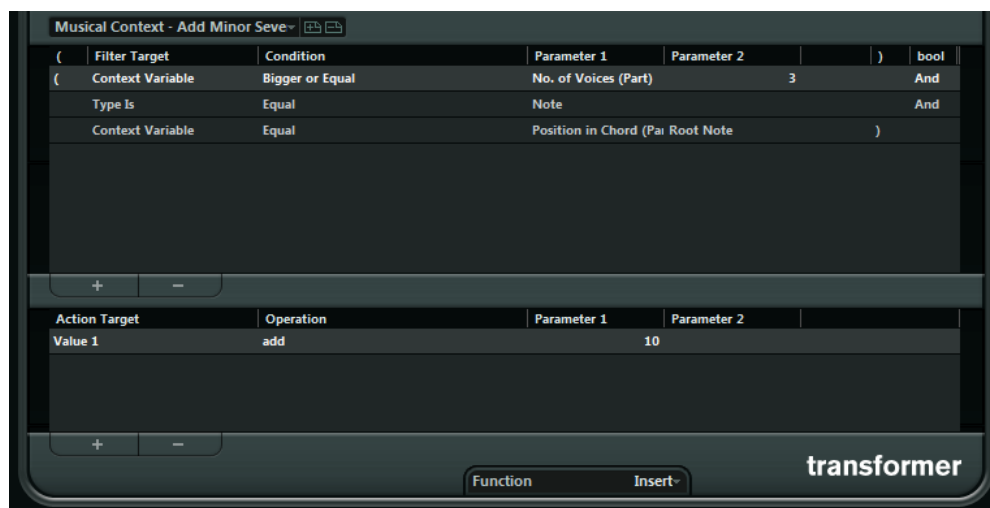 Musical Context - Add Minor Seve
( Filter Target Condition Parameter 1 Parameter 2 ) bool
( Context Variable Bigger or Equal No. of Voices (Part) 3 And
Type Is Equal Note And
Context Variable Equal Position in Chord (Par Root Note )
+ −
Action Target Operation Parameter 1 Parameter 2
Value 1 add 10
+ −
transformer
Function Insert